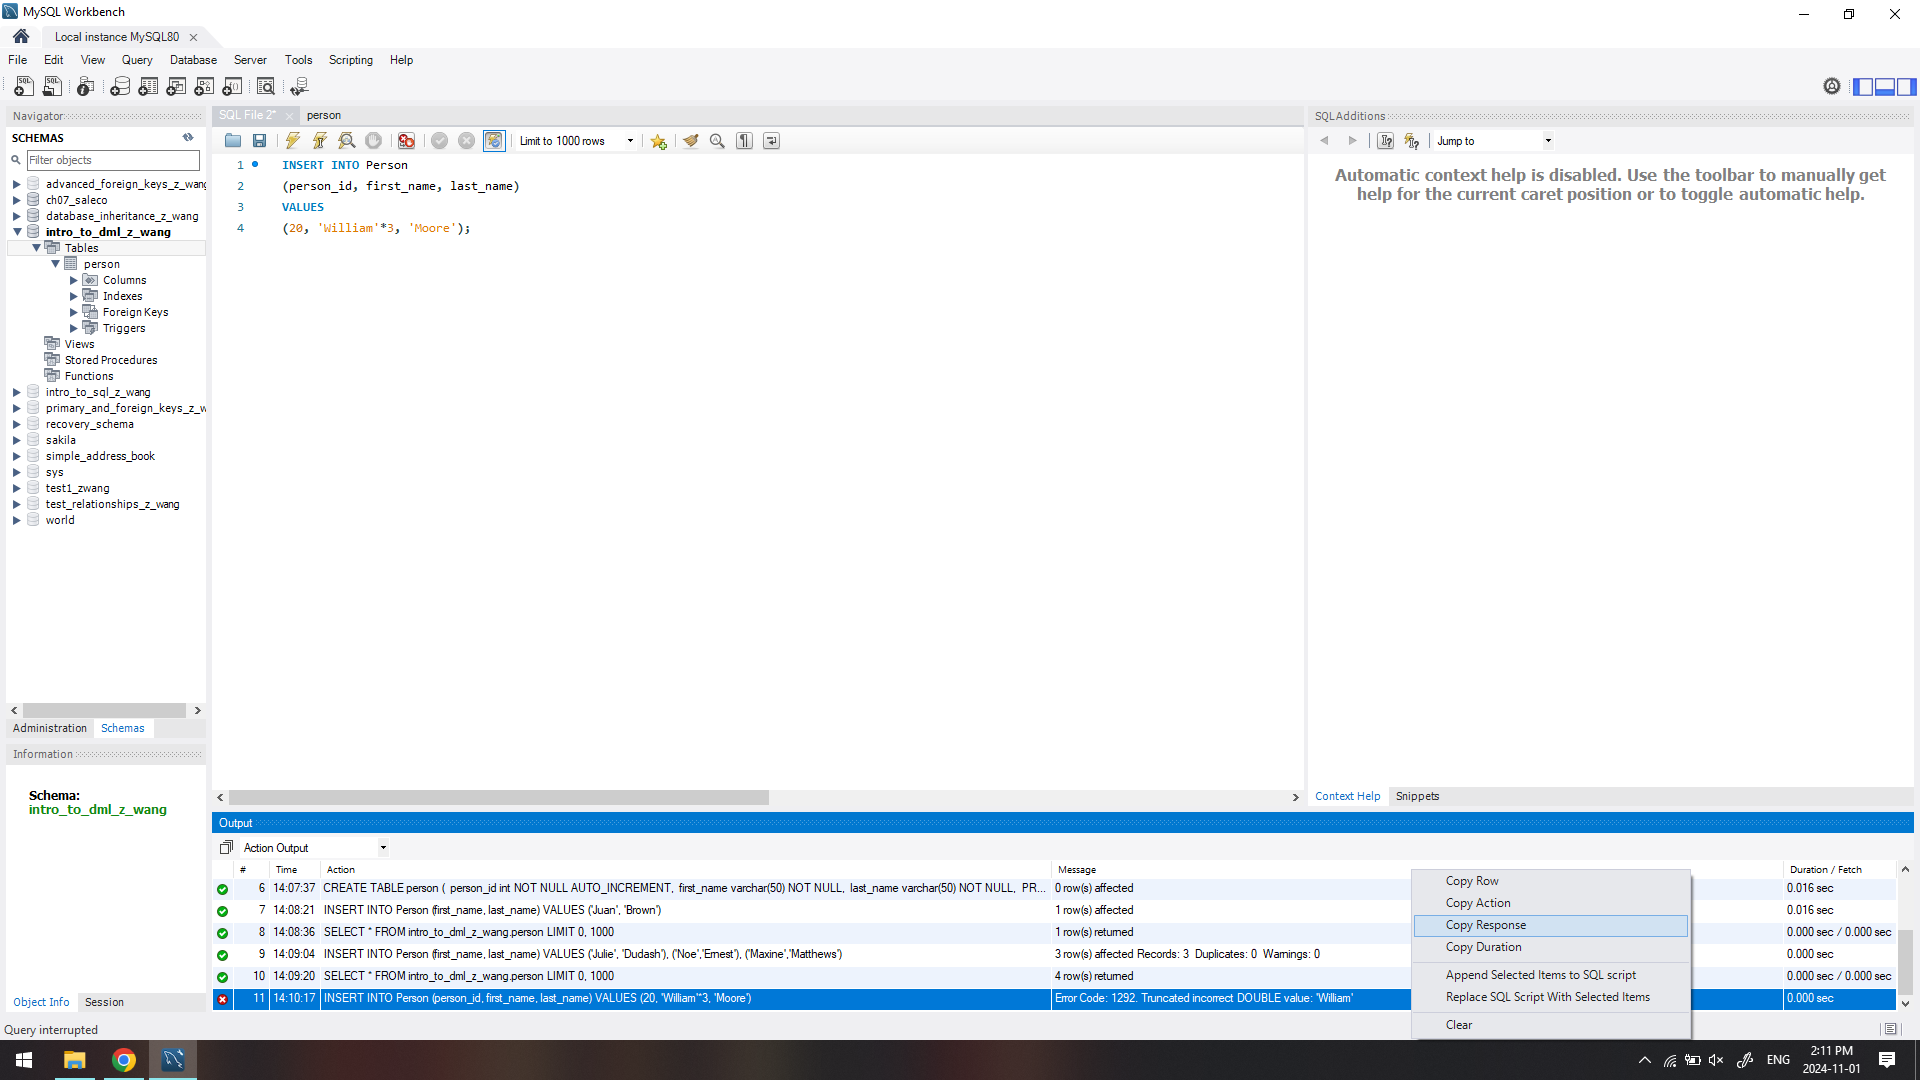 MySQL Workbench
Local instance MySQL80
File Edit View Query Database Server Tools Scripting Help
Navigator
SCHEMAS
Filter objects
advanced_foreign_keys_z_wang
ch07_saleco
database_inheritance_z_wang
intro_to_dml_z_wang
Tables
person
Columns
Indexes
Foreign Keys
Triggers
Views
Stored Procedures
Functions
intro_to_sql_z_wang
primary_and_foreign_keys_z_w
recovery_schema
sakila
simple_address_book
sys
test1_zwang
test_relationships_z_wang
world
Administration Schemas
Information
Schema:
intro_to_dml_z_wang
Object Info Session
Query interrupted
SQL File 2* person
Limit to 1000 rows
1 INSERT INTO Person
2 (person_id, first_name, last_name)
3 VALUES
4 (20, 'William'*3, 'Moore');
SQLAdditions
Jump to
Automatic context help is disabled. Use the toolbar to manually get
help for the current caret position or to toggle automatic help.
Context Help Snippets
Output
Action Output
# Time Action Message Duration / Fetch
6 14:07:37 CREATE TABLE person ( person_id int NOT NULL AUTO_INCREMENT, first_name varchar(50) NOT NULL, last_name varchar(50) NOT NULL, PR... 0 row(s) affected 0.016 sec
7 14:08:21 INSERT INTO Person (first_name, last_name) VALUES ('Juan', 'Brown') 1 row(s) affected 0.016 sec
8 14:08:36 SELECT * FROM intro_to_dml_z_wang.person LIMIT 0, 1000 1 row(s) returned 0.000 sec / 0.000 sec
9 14:09:04 INSERT INTO Person (first_name, last_name) VALUES ('Julie', 'Dudash'), ('Noe','Ernest'), ('Maxine','Matthews') 3 row(s) affected Records: 3 Duplicates: 0 Warnings: 0 0.000 sec
10 14:09:20 SELECT * FROM intro_to_dml_z_wang.person LIMIT 0, 1000 4 row(s) returned 0.000 sec / 0.000 sec
11 14:10:17 INSERT INTO Person (person_id, first_name, last_name) VALUES (20, 'William'*3, 'Moore') Error Code: 1292. Truncated incorrect DOUBLE value: 'William' 0.000 sec
Copy Row
Copy Action
Copy Response
Copy Duration
Append Selected Items to SQL script
Replace SQL Script With Selected Items
Clear
ENG
2:11 PM
2024-11-01